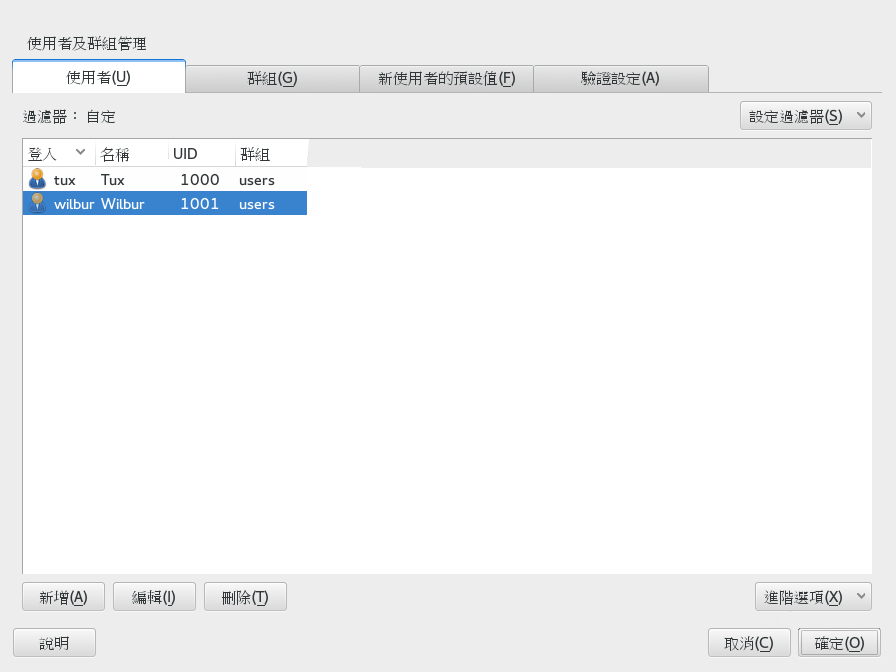 使用者及群組管理
使用者(U) 群組(G) 新使用者的預設值(F) 驗證設定(A)
過濾器： 自定 設定過濾器(S)
登入 名稱 UID 群組
tux Tux 1000 users
wilbur Wilbur 1001 users
新增(A) 編輯(I) 刪除(T) 進階選項(X)
說明 取消(C) 確定(O)